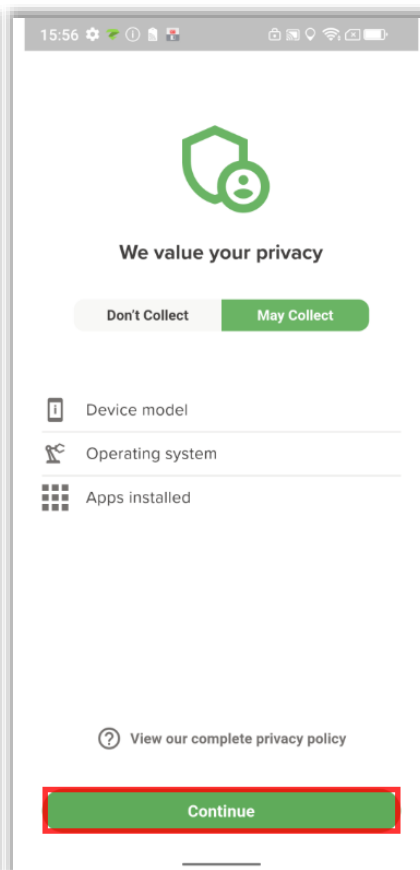 15:56
We value your privacy
Don't Collect May Collect
Device model
Operating system
Apps installed
View our complete privacy policy
Continue